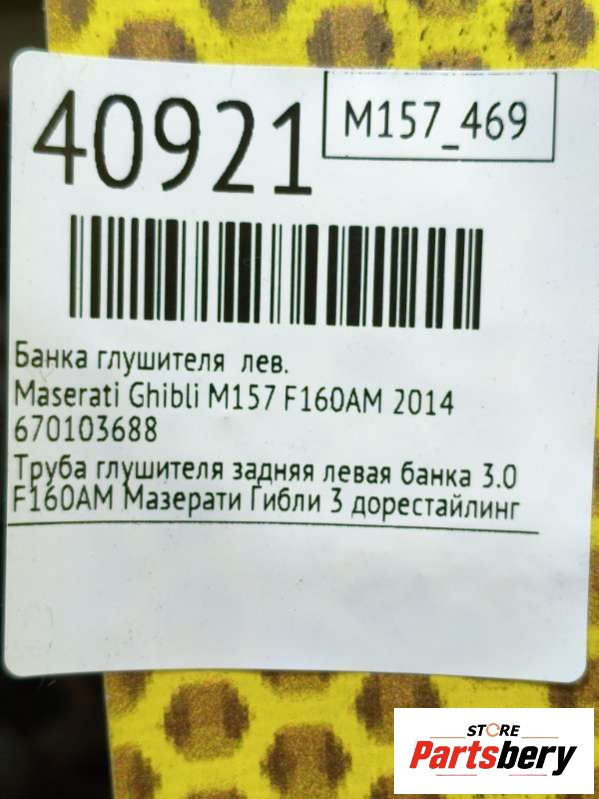 40921
M157_469
Банка глушителя лев.
Maserati Ghibli M157 F160AM 2014
670103688
Труба глушителя задняя левая банка 3.0
F160AM Мазерати Гибли 3 дорестайлинг
STORE
Partsbery